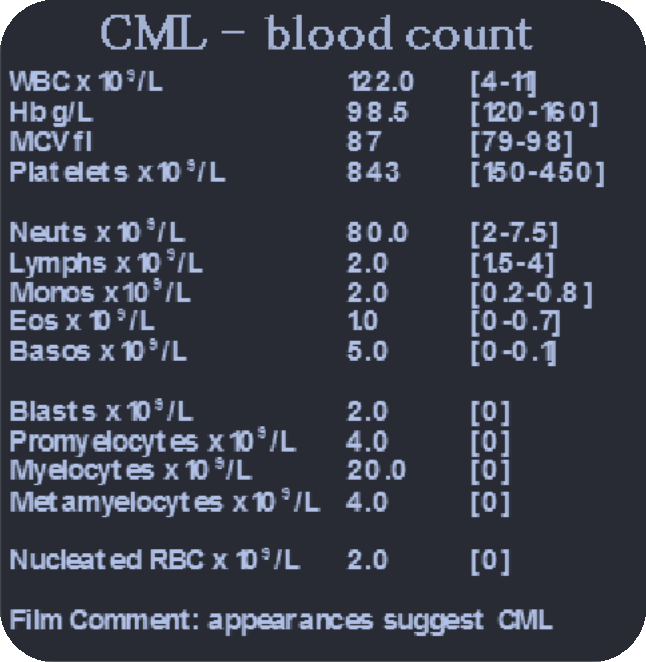 CML – blood count
WBC x 10⁹/L 122.0 [4-11]
Hb g/L 98.5 [120-160]
MCV fl 87 [79-98]
Platelets x 10⁹/L 843 [150-450]
Neuts x 10⁹/L 80.0 [2-7.5]
Lymphs x 10⁹/L 2.0 [1.5-4]
Monos x 10⁹/L 2.0 [0.2-0.8]
Eos x 10⁹/L 1.0 [0-0.7]
Basos x 10⁹/L 5.0 [0-0.1]
Blasts x 10⁹/L 2.0 [0]
Promyelocytes x 10⁹/L 4.0 [0]
Myelocytes x 10⁹/L 20.0 [0]
Metamyelocytes x 10⁹/L 4.0 [0]
Nucleated RBC x 10⁹/L 2.0 [0]
Film Comment: appearances suggest CML